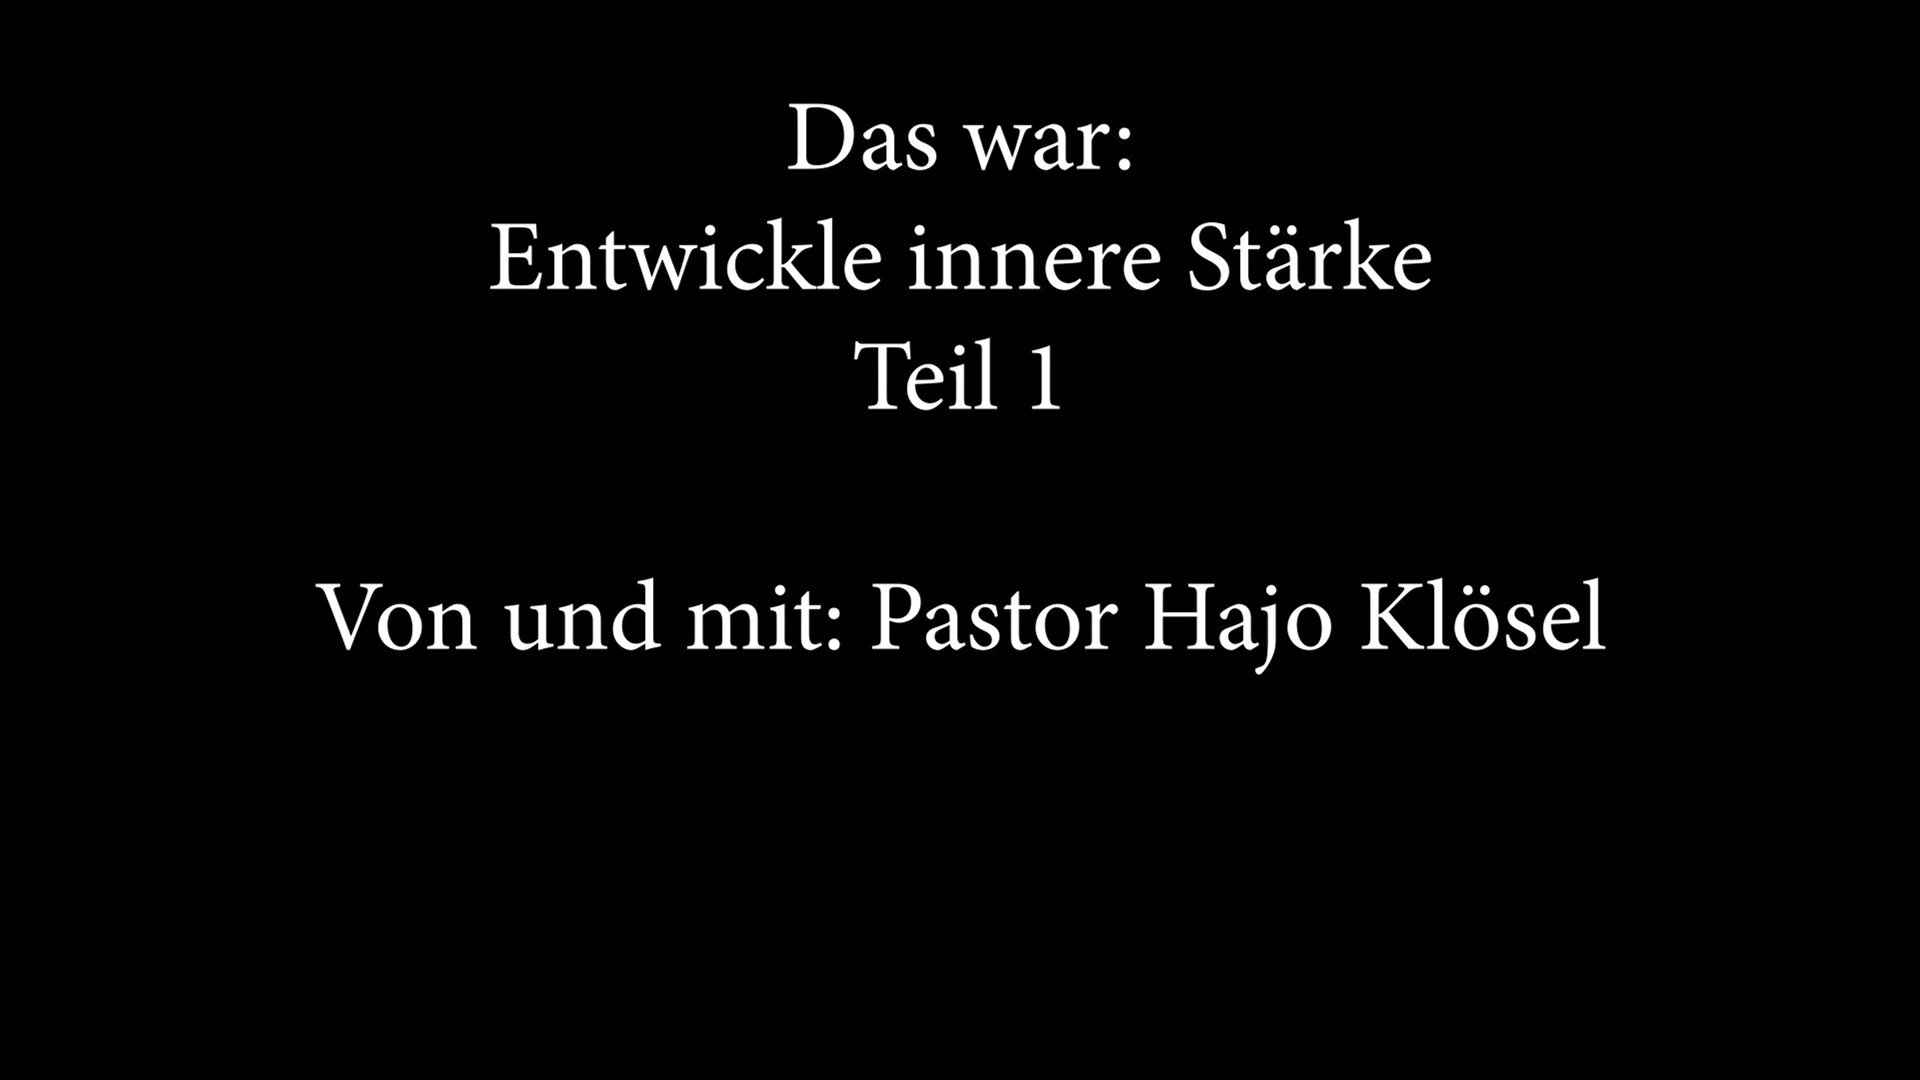 Das war:
Entwickle innere Stärke
Teil 1
Von und mit: Pastor Hajo Klösel